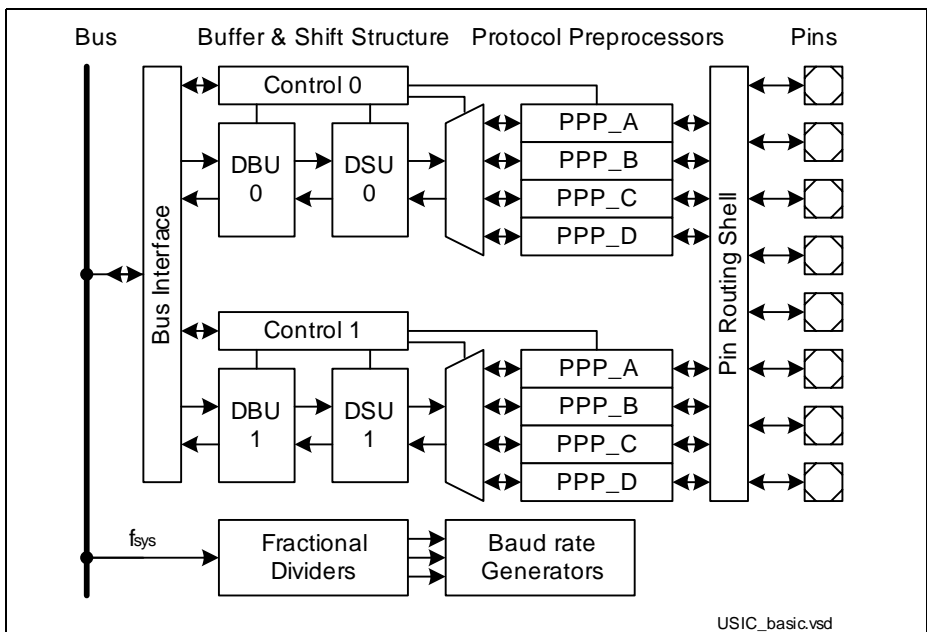 Bus Buffer & Shift Structure Protocol Preprocessors Pins
Control 0
DBU
0
DSU
0
PPP_A
PPP_B
PPP_C
PPP_D
Bus Interface
Pin Routing Shell
Control 1
DBU
1
DSU
1
PPP_A
PPP_B
PPP_C
PPP_D
fsys
Fractional
Dividers
Baud rate
Generators
USIC_basic.vsd